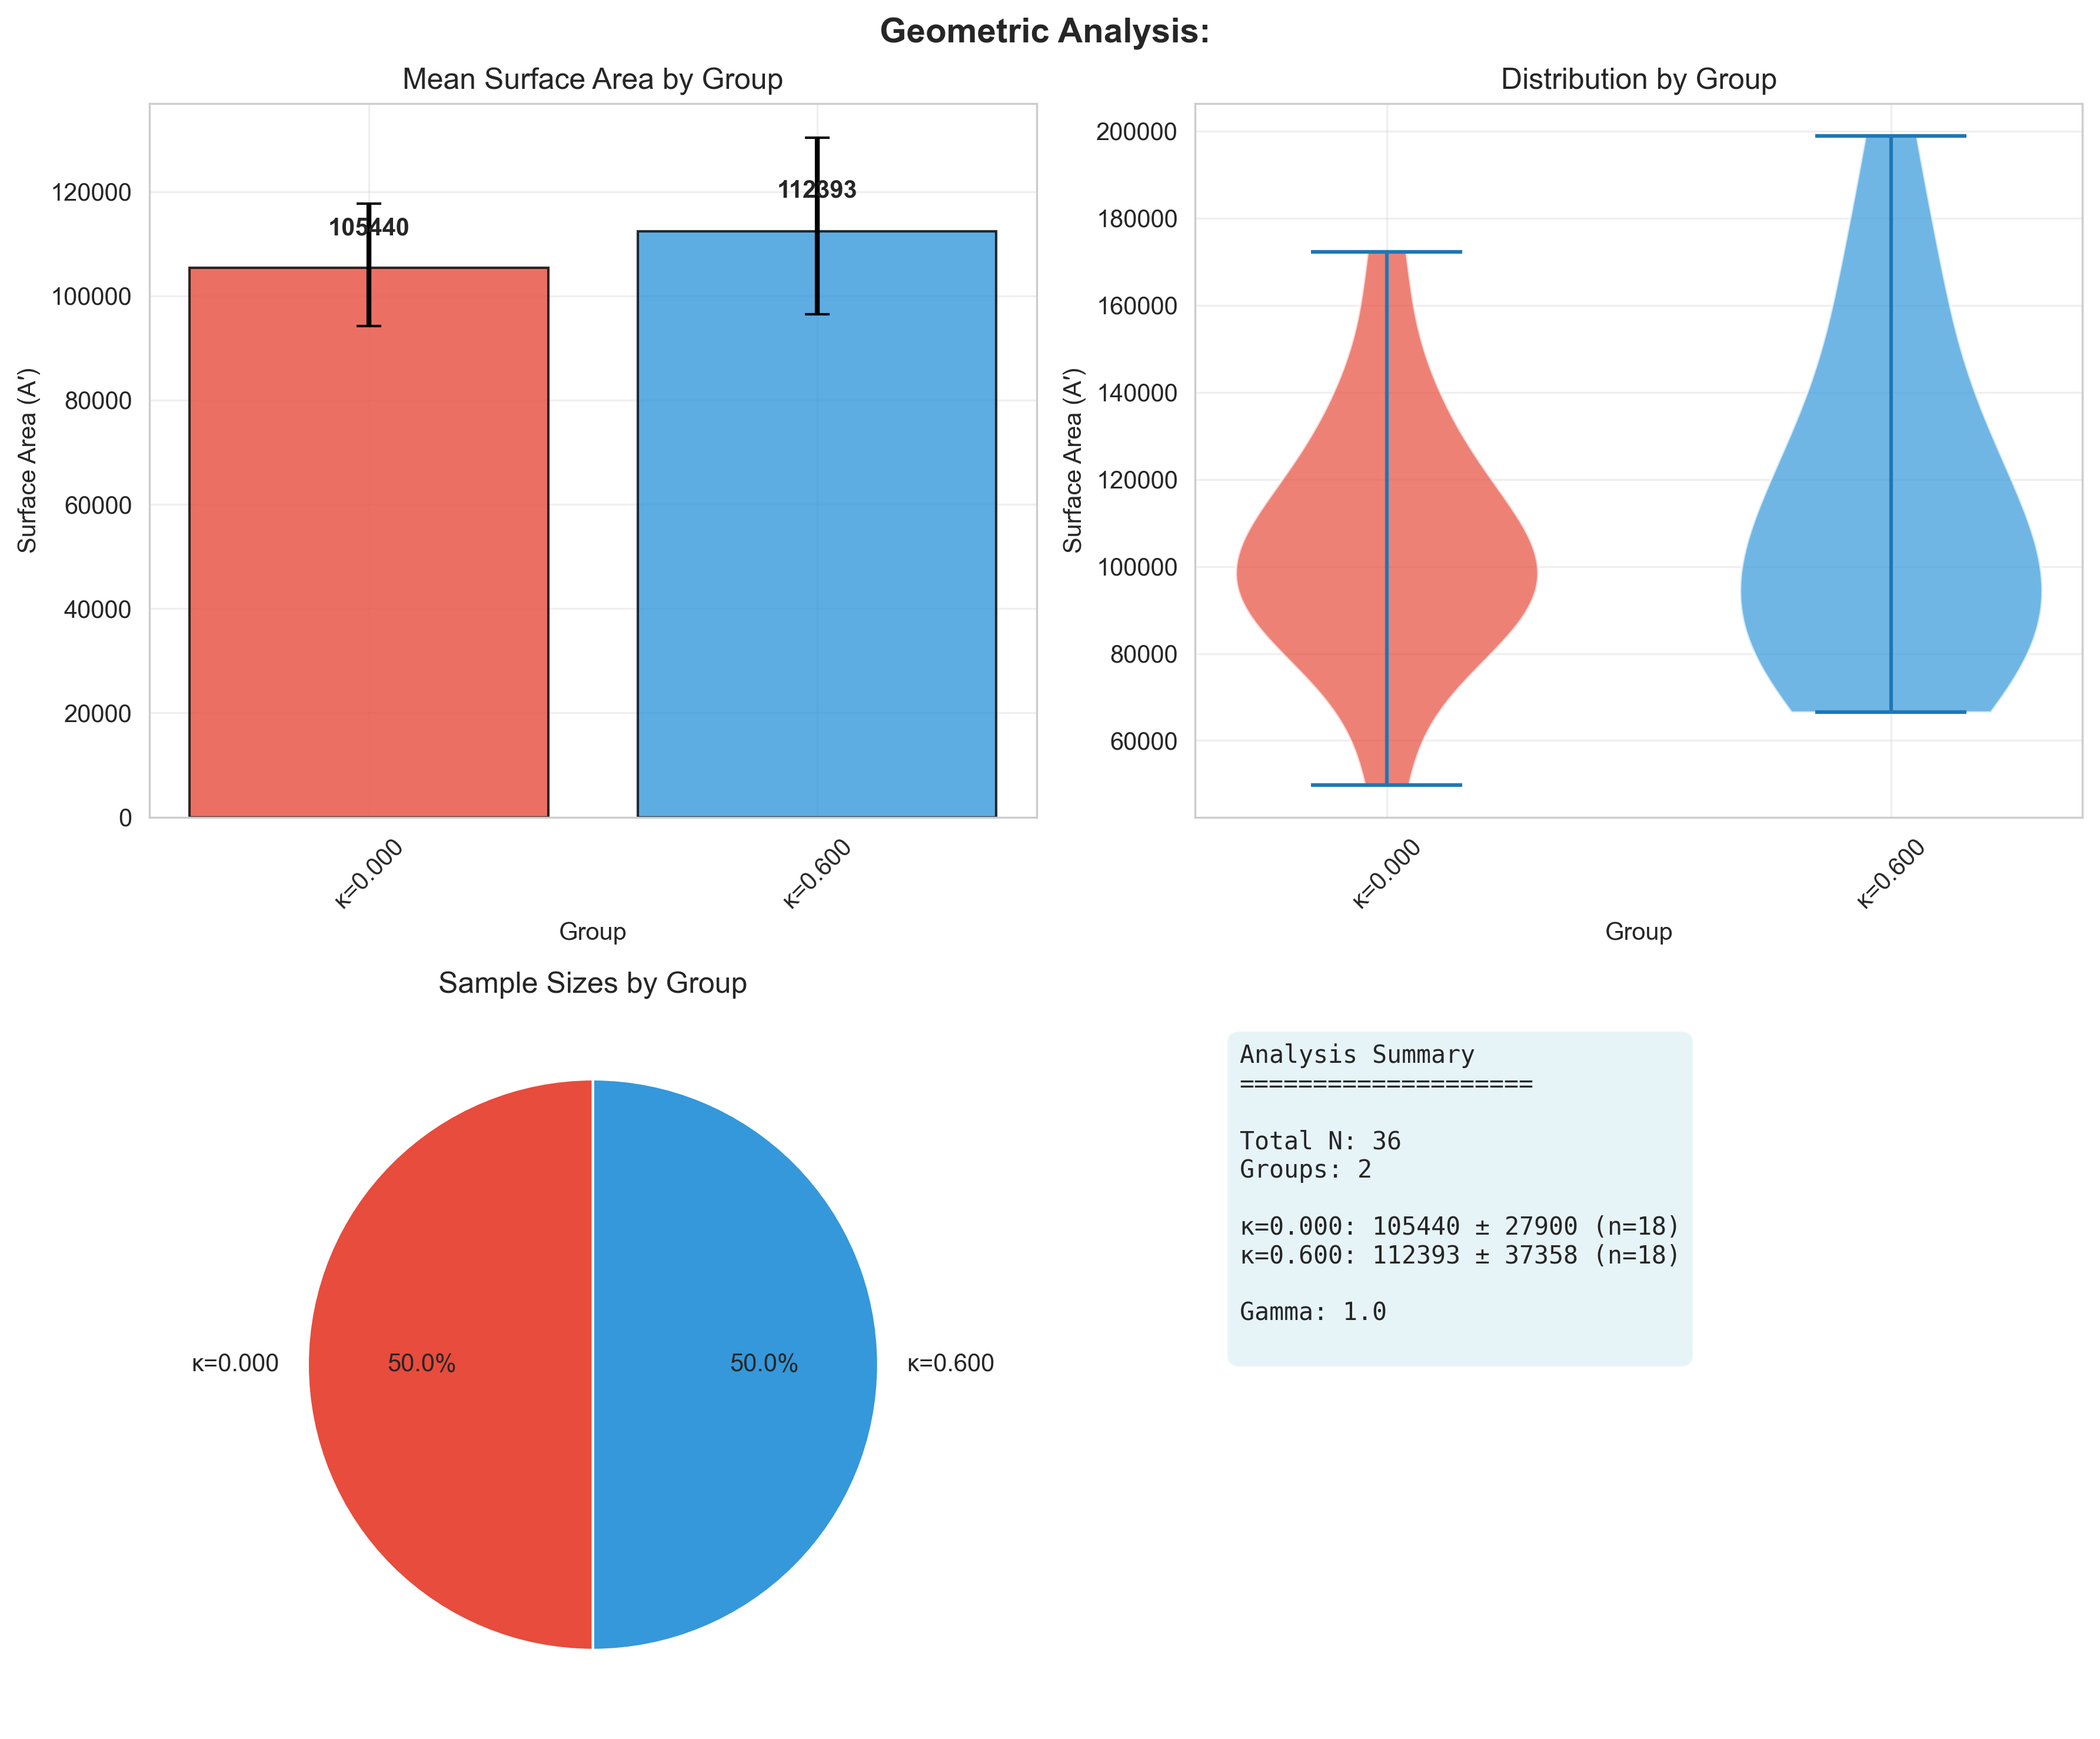 Geometric Analysis:
Mean Surface Area by Group
Surface Area (A')
120000
100000
80000
60000
40000
20000
0
105440
112393
κ=0.000
κ=0.600
Group
Distribution by Group
Surface Area (A')
200000
180000
160000
140000
120000
100000
80000
60000
κ=0.000
κ=0.600
Group
Sample Sizes by Group
κ=0.000
50.0%
50.0%
κ=0.600
Analysis Summary
====================
Total N: 36
Groups: 2
κ=0.000: 105440 ± 27900 (n=18)
κ=0.600: 112393 ± 37358 (n=18)
Gamma: 1.0